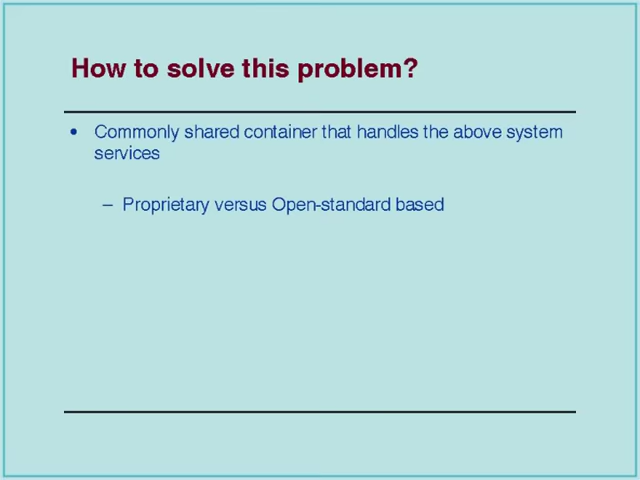 How to solve this problem?
• Commonly shared container that handles the above system
services
– Proprietary versus Open-standard based